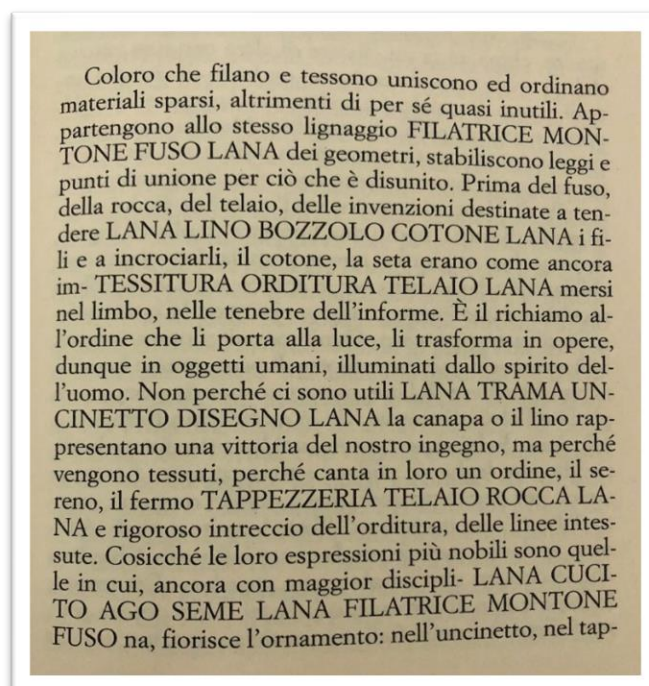 Coloro che filano e tessono uniscono ed ordinano
materiali sparsi, altrimenti di per sé quasi inutili. Ap-
partengono allo stesso lignaggio FILATRICE MON-
TONE FUSO LANA dei geometri, stabiliscono leggi e
punti di unione per ciò che è disunito. Prima del fuso,
della rocca, del telaio, delle invenzioni destinate a ten-
dere LANA LINO BOZZOLO COTONE LANA i fi-
li e a incrociarli, il cotone, la seta erano come ancora
im- TESSITURA ORDITURA TELAIO LANA mersi
nel limbo, nelle tenebre dell'informe. È il richiamo al-
l'ordine che li porta alla luce, li trasforma in opere,
dunque in oggetti umani, illuminati dallo spirito del-
l'uomo. Non perché ci sono utili LANA TRAMA UN-
CINETTO DISEGNO LANA la canapa o il lino rap-
presentano una vittoria del nostro ingegno, ma perché
vengono tessuti, perché canta in loro un ordine, il se-
reno, il fermo TAPPEZZERIA TELAIO ROCCA LA-
NA e rigoroso intreccio dell'orditura, delle linee intes-
sute. Cosicché le loro espressioni più nobili sono quel-
le in cui, ancora con maggior discipli- LANA CUCI-
TO AGO SEME LANA FILATRICE MONTONE
FUSO na, fiorisce l'ornamento: nell'uncinetto, nel tap-